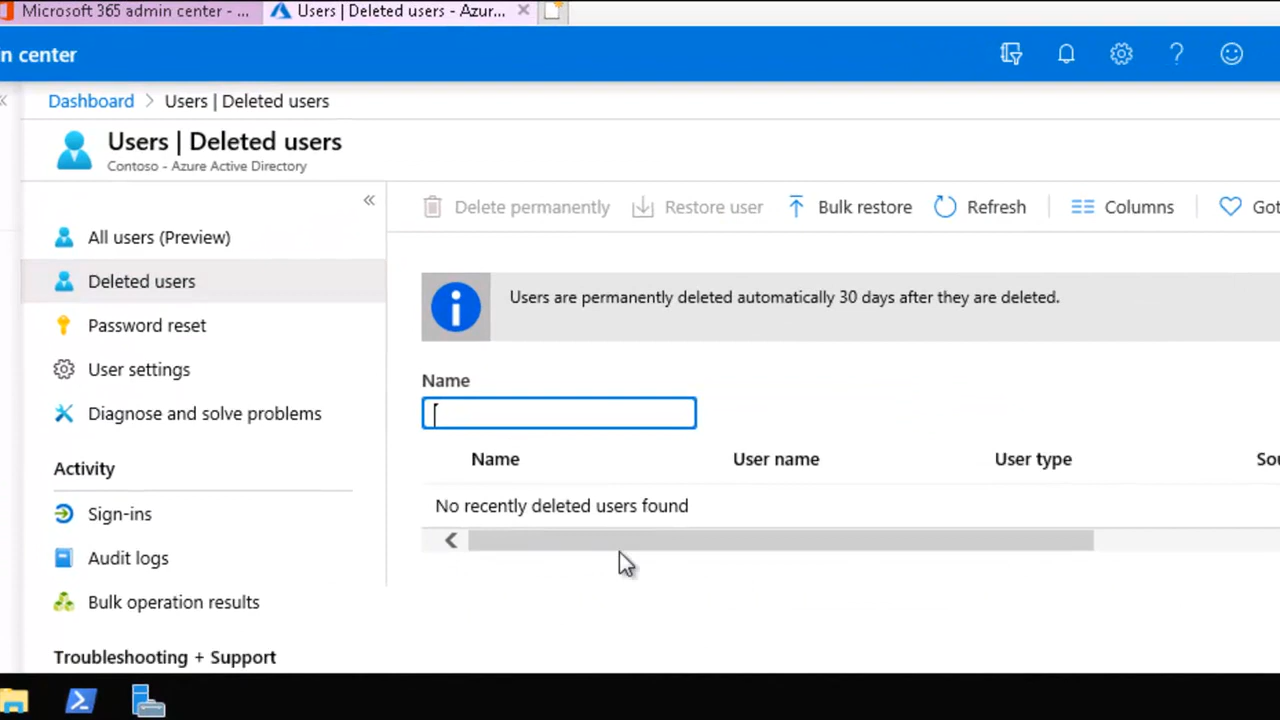 Microsoft 365 admin center - ...
Users | Deleted users - Azur...
n center
Dashboard > Users | Deleted users
Users | Deleted users
Contoso - Azure Active Directory
All users (Preview)
Deleted users
Password reset
User settings
Diagnose and solve problems
Activity
Sign-ins
Audit logs
Bulk operation results
Troubleshooting + Support
Delete permanently
Restore user
Bulk restore
Refresh
Columns
Got
Users are permanently deleted automatically 30 days after they are deleted.
Name
Name User name User type Sou
No recently deleted users found